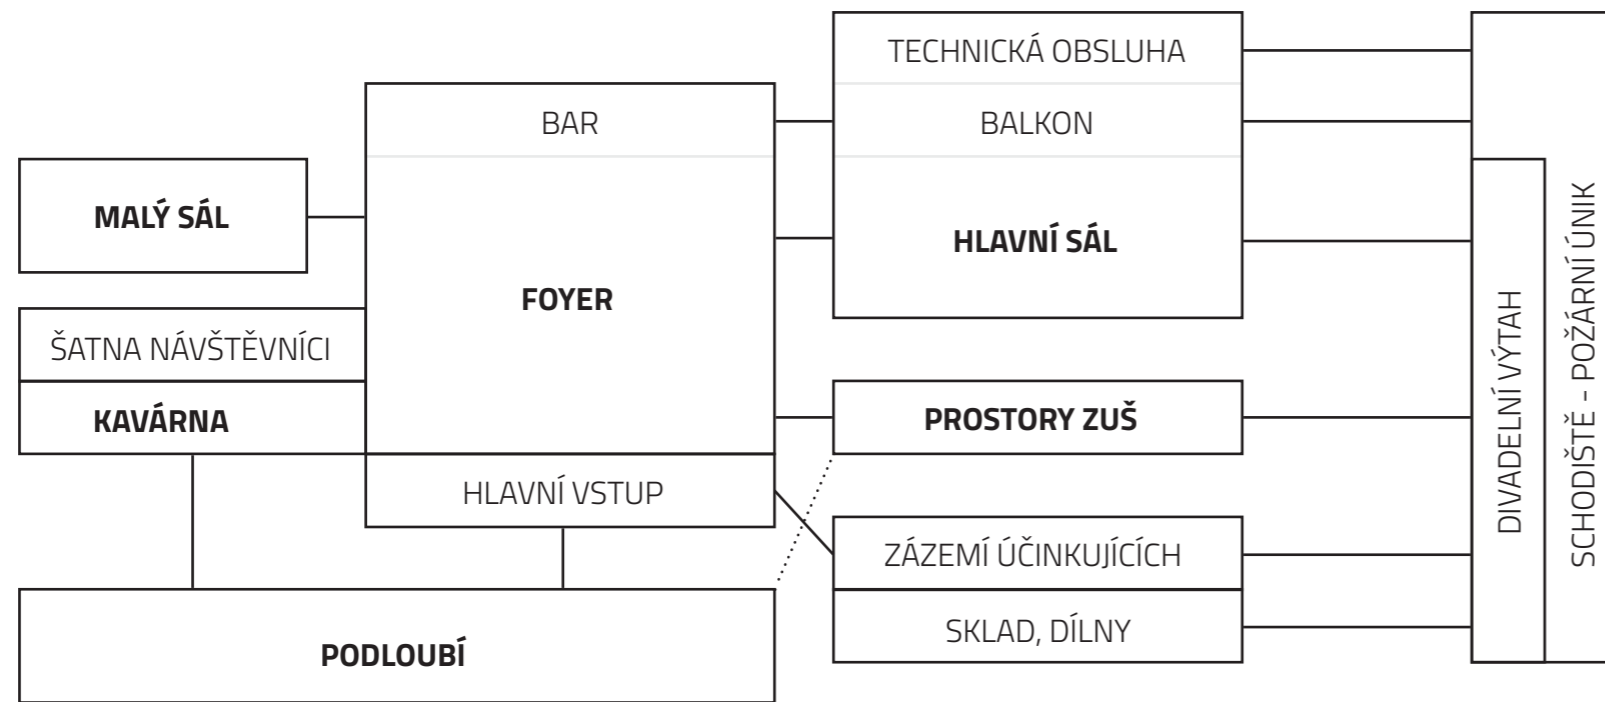 TECHNICKÁ OBSLUHA
BAR
BALKON
MALÝ SÁL
HLAVNÍ SÁL
FOYER
ŠATNA NÁVŠTĚVNÍCI
KAVÁRNA
PROSTORY ZUŠ
HLAVNÍ VSTUP
ZÁZEMÍ ÚČINKUJÍCÍCH
SKLAD, DÍLNY
PODLOUBÍ
DIVADELNÍ VÝTAH
SCHODIŠTĚ - POŽÁRNÍ ÚNIK